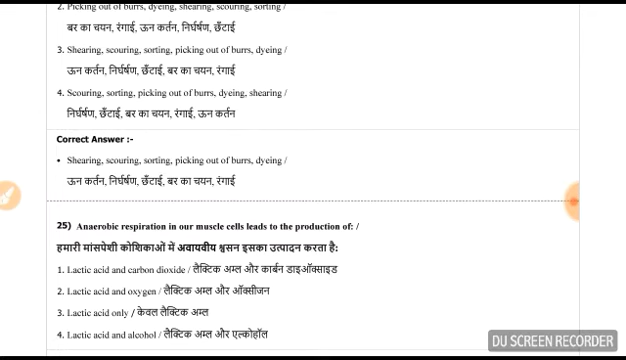 2. Picking out of burrs, dyeing, shearing, scouring, sorting /
बर का चयन, रंगाई, ऊन कर्तन, निर्घर्षण, छँटाई
3. Shearing, scouring, sorting, picking out of burrs, dyeing /
ऊन कर्तन, निर्घर्षण, छँटाई, बर का चयन, रंगाई
4. Scouring, sorting, picking out of burrs, dyeing, shearing /
निर्घर्षण, छँटाई, बर का चयन, रंगाई, ऊन कर्तन
Correct Answer :-
• Shearing, scouring, sorting, picking out of burrs, dyeing /
ऊन कर्तन, निर्घर्षण, छँटाई, बर का चयन, रंगाई
25) Anaerobic respiration in our muscle cells leads to the production of: /
हमारी मांसपेशी कोशिकाओं में अवायवीय श्वसन इसका उत्पादन करता है:
1. Lactic acid and carbon dioxide / लैक्टिक अम्ल और कार्बन डाइऑक्साइड
2. Lactic acid and oxygen / लैक्टिक अम्ल और ऑक्सीजन
3. Lactic acid only / केवल लैक्टिक अम्ल
4. Lactic acid and alcohol / लैक्टिक अम्ल और एल्कोहॉल
DU SCREEN RECORDER